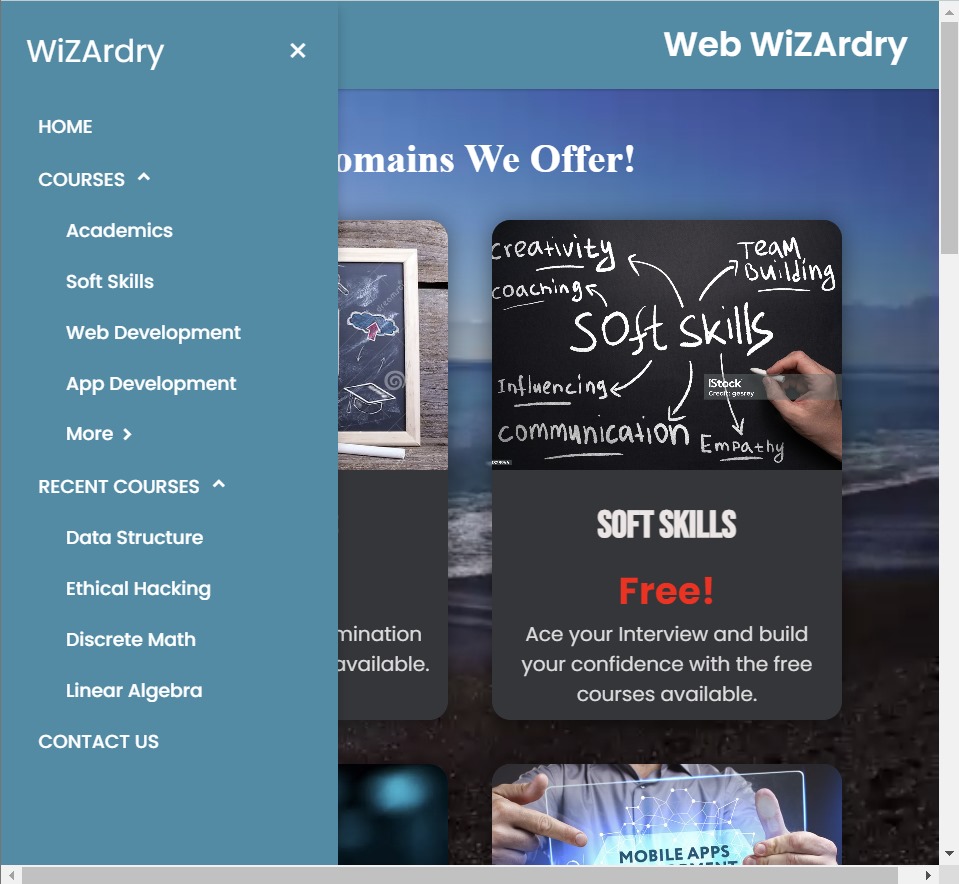 WiZArdry
×
Web WiZArdry
HOME
COURSES
Academics
Soft Skills
Web Development
App Development
More
RECENT COURSES
Data Structure
Ethical Hacking
Discrete Math
Linear Algebra
CONTACT US
omains We Offer!
creativity
coaching
TEAM
Building
Soft skills
Influencing
communication
Empathy
iStock
Credit: gesrey
SOFT SKILLS
Free!
Ace your Interview and build
your confidence with the free
courses available.
mination
available.
MOBILE APPS